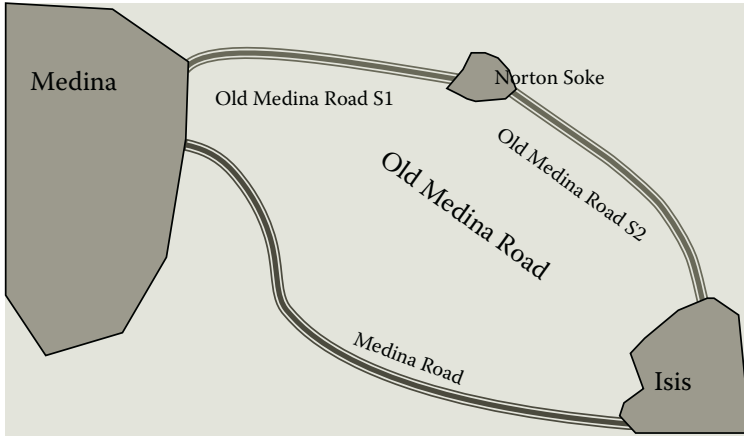 Medina
Norton Soke
Old Medina Road S1
Old Medina Road S2
Old Medina Road
Medina Road
Isis